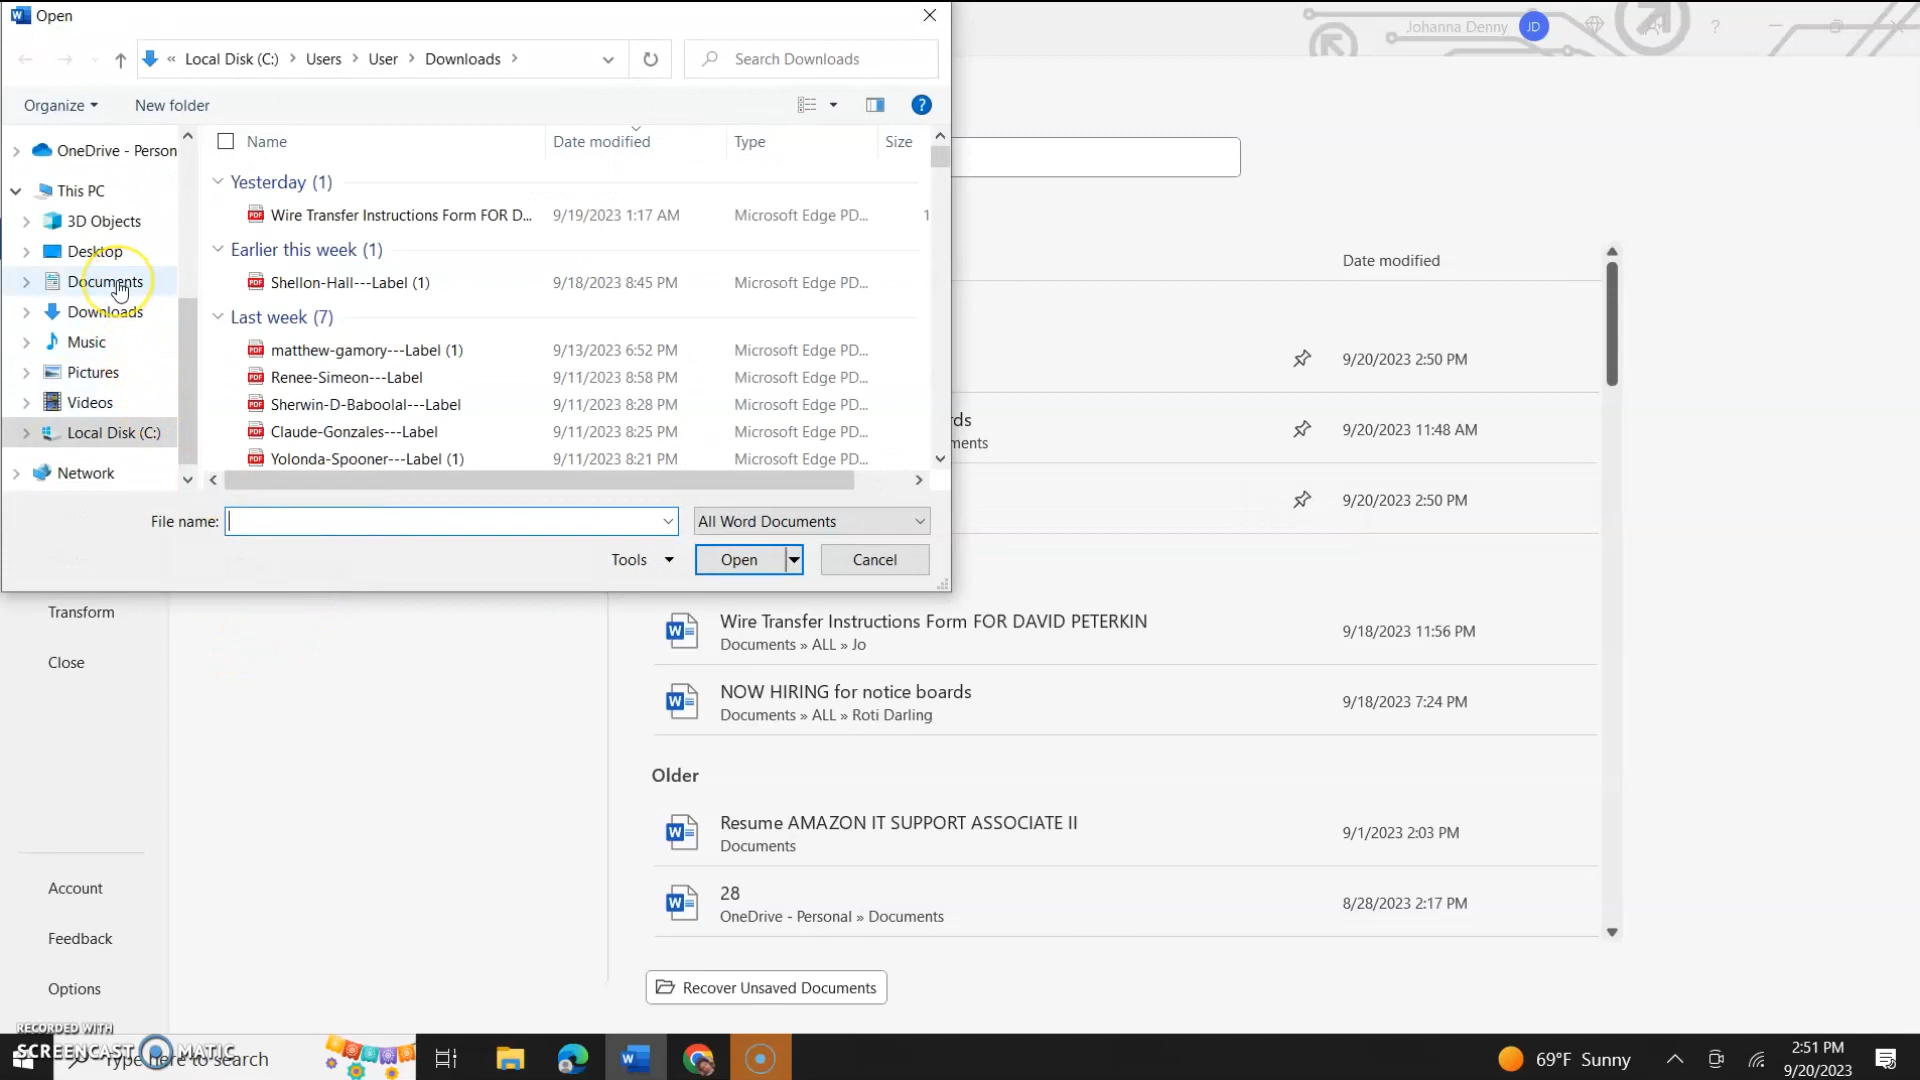 Open
Johanna Denny JD ?
« Local Disk (C:) > Users > User > Downloads >
Search Downloads
Organize
New folder
?
OneDrive - Person
This PC
3D Objects
Desktop
Documents
Downloads
Music
Pictures
Videos
Local Disk (C:)
Network
Name Date modified Type Size
Yesterday (1)
Wire Transfer Instructions Form FOR D... 9/19/2023 1:17 AM Microsoft Edge PD... 1
Earlier this week (1)
Shellon-Hall---Label (1) 9/18/2023 8:45 PM Microsoft Edge PD...
Last week (7)
matthew-gamory---Label (1) 9/13/2023 6:52 PM Microsoft Edge PD...
Renee-Simeon---Label 9/11/2023 8:58 PM Microsoft Edge PD...
Sherwin-D-Baboolal---Label 9/11/2023 8:28 PM Microsoft Edge PD...
Claude-Gonzales---Label 9/11/2023 8:25 PM Microsoft Edge PD...
Yolonda-Spooner---Label (1) 9/11/2023 8:21 PM Microsoft Edge PD...
File name:
All Word Documents
Tools
Open
Cancel
Date modified
9/20/2023 2:50 PM
rds
ments
9/20/2023 11:48 AM
9/20/2023 2:50 PM
Transform
Close
Account
Feedback
Options
Wire Transfer Instructions Form FOR DAVID PETERKIN
Documents » ALL » Jo
9/18/2023 11:56 PM
NOW HIRING for notice boards
Documents » ALL » Roti Darling
9/18/2023 7:24 PM
Older
Resume AMAZON IT SUPPORT ASSOCIATE II
Documents
9/1/2023 2:03 PM
28
OneDrive - Personal » Documents
8/28/2023 2:17 PM
Recover Unsaved Documents
RECORDED WITH
SCREENCAST MATIC
Type here to search
69°F Sunny
2:51 PM
9/20/2023